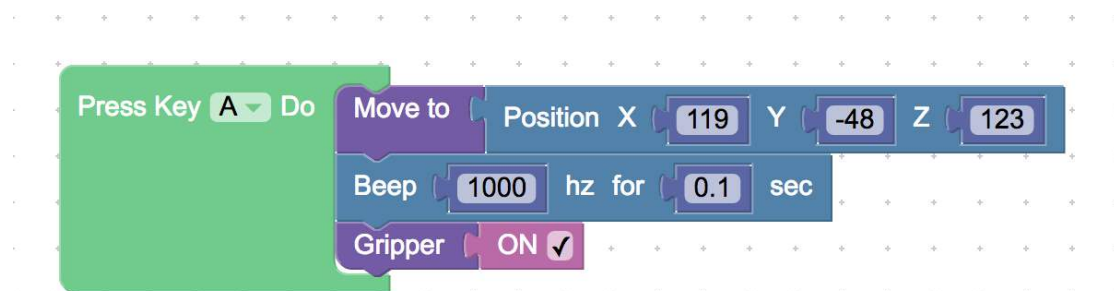 Press Key A Do Move to Position X 119 Y -48 Z 123
Beep 1000 hz for 0.1 sec
Gripper ON